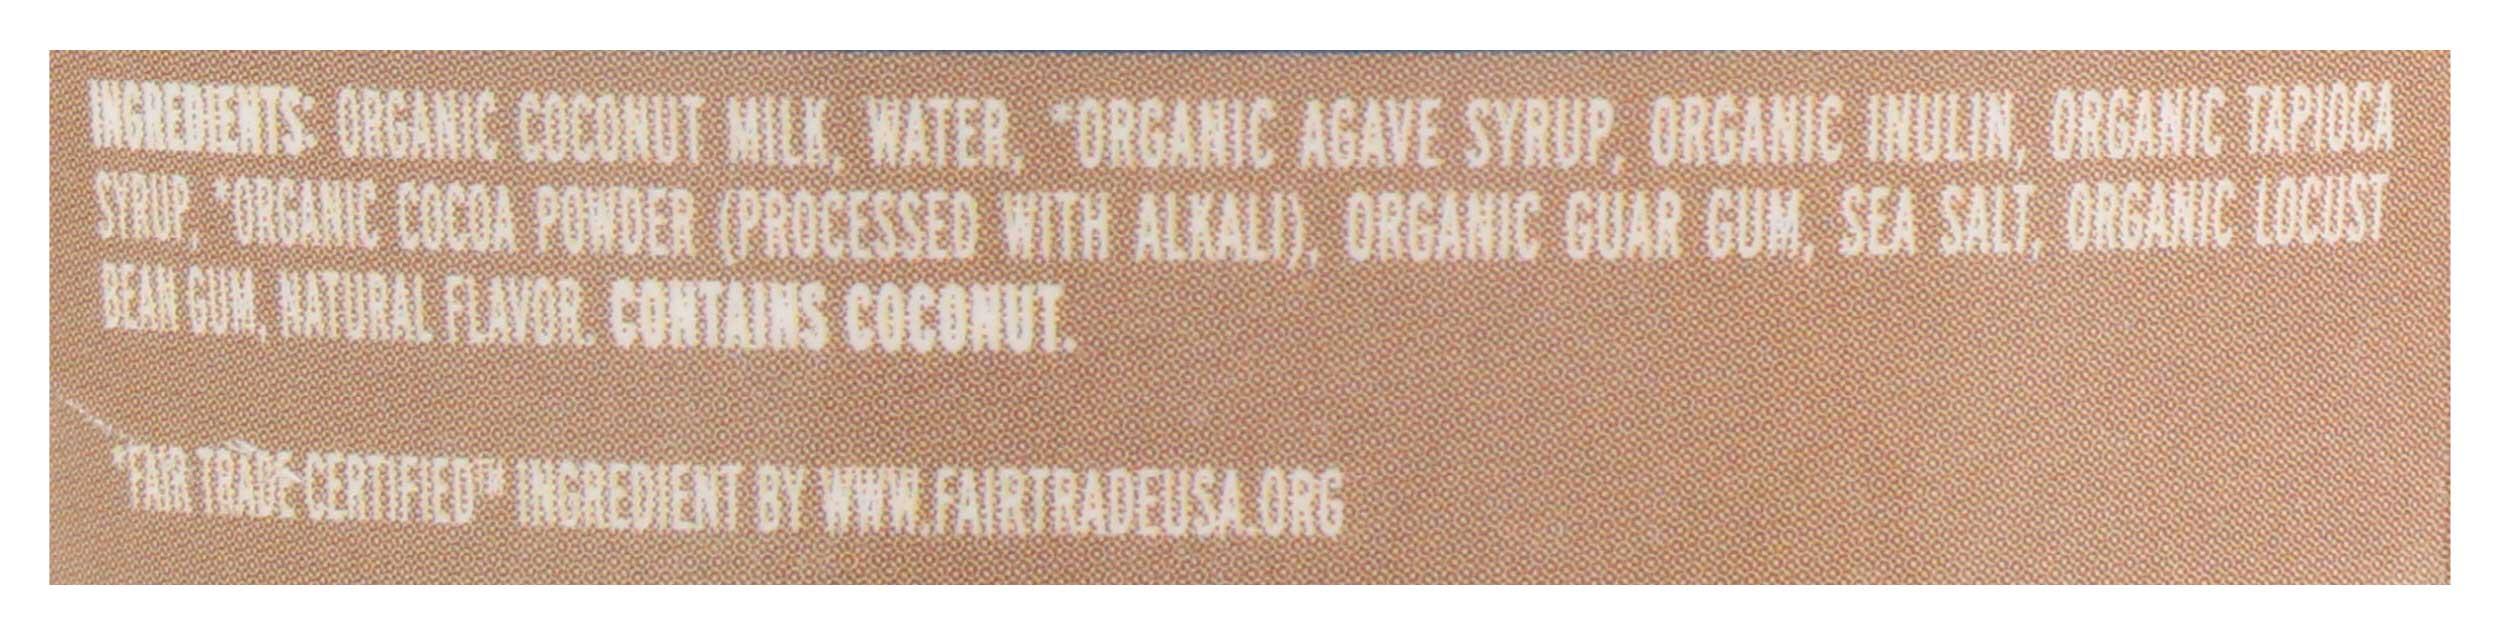 INGREDIENTS: ORGANIC COCONUT MILK, WATER, *ORGANIC AGAVE SYRUP, ORGANIC INULIN, ORGANIC TAPIOCA
SYRUP, *ORGANIC COCOA POWDER (PROCESSED WITH ALKALI), ORGANIC GUAR GUM, SEA SALT, ORGANIC LOCUST
BEAN GUM, NATURAL FLAVOR. CONTAINS COCONUT.
*FAIR TRADE CERTIFIED™ INGREDIENT BY WWW.FAIRTRADEUSA.ORG